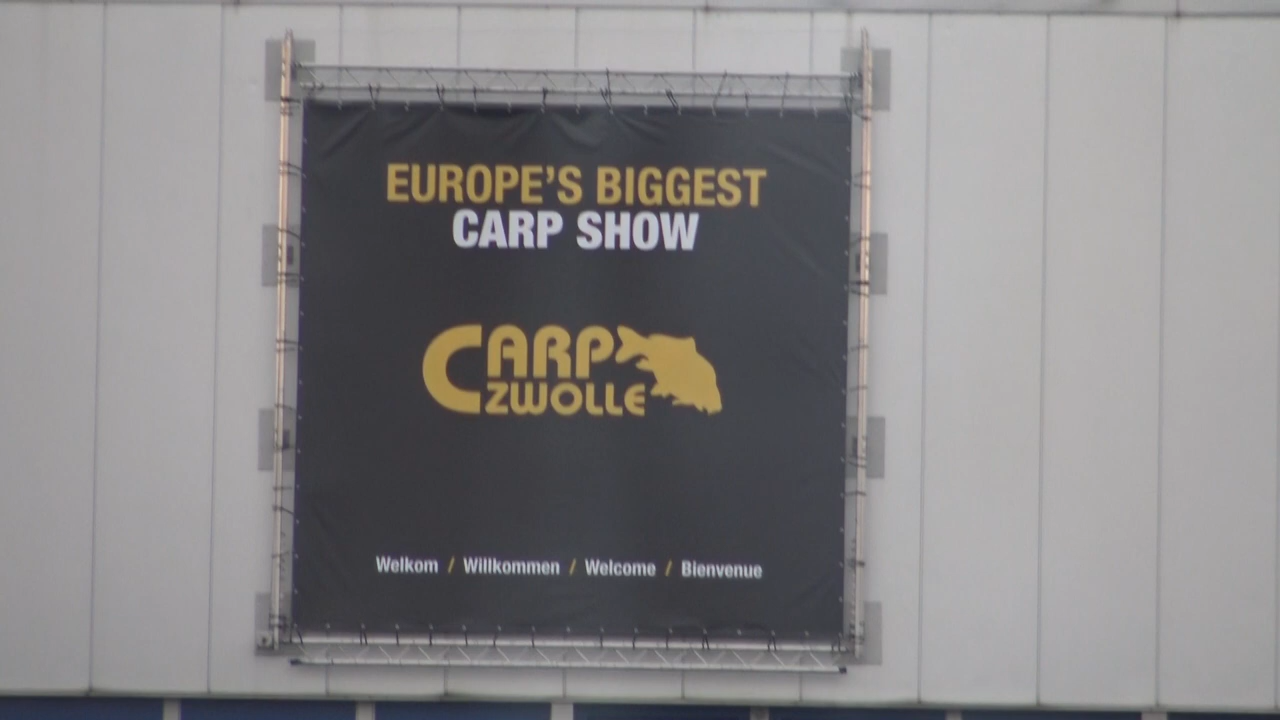 EUROPE'S BIGGEST
CARP SHOW
CARP
ZWOLLE
Welkom / Willkommen / Welcome / Bienvenue